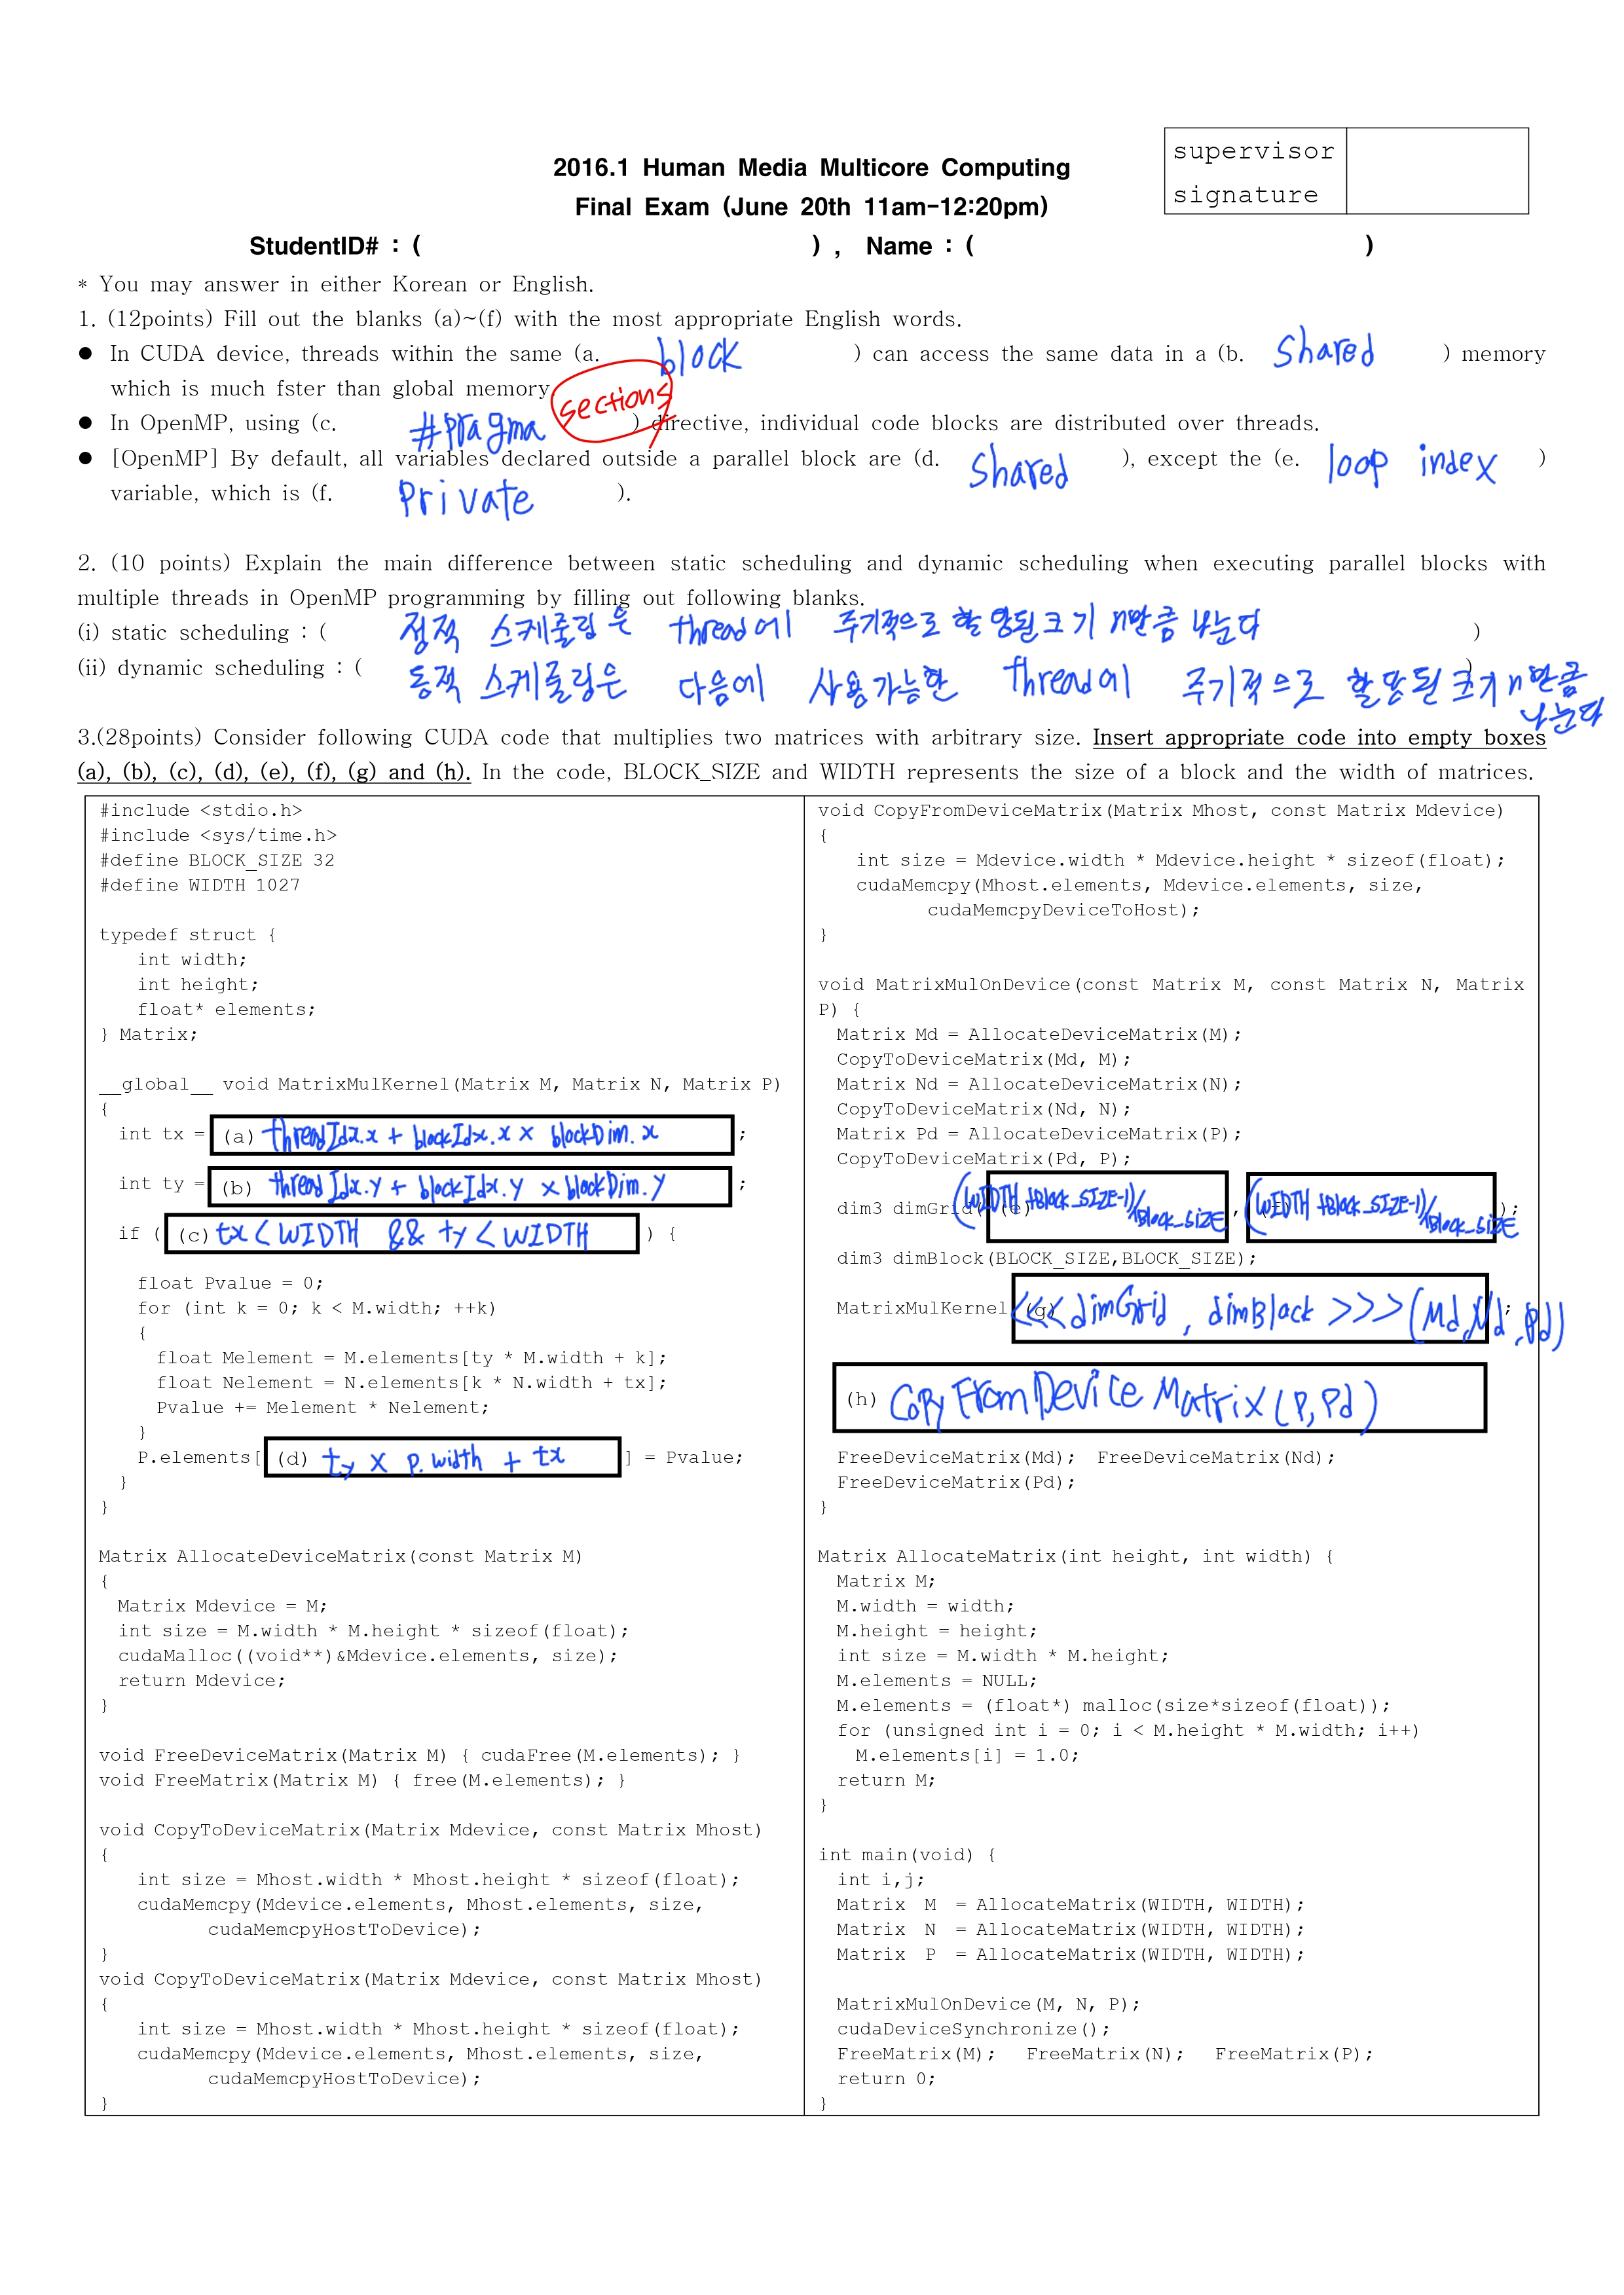 supervisor
signature
2016.1 Human Media Multicore Computing
Final Exam (June 20th 11am-12:20pm)
StudentID# : ( ) , Name : ( )
* You may answer in either Korean or English.
1. (12points) Fill out the blanks (a)~(f) with the most appropriate English words.
● In CUDA device, threads within the same (a. block ) can access the same data in a (b. shared ) memory
which is much fster than global memory
sections
● In OpenMP, using (c. #pragma ) directive, individual code blocks are distributed over threads.
● [OpenMP] By default, all variables declared outside a parallel block are (d. shared ), except the (e. loop index )
variable, which is (f. private ).
2. (10 points) Explain the main difference between static scheduling and dynamic scheduling when executing parallel blocks with
multiple threads in OpenMP programming by filling out following blanks.
(i) static scheduling : ( 정적 스케줄링은 thread에 주기적으로 할당된 크기 n만큼 나눈다 )
(ii) dynamic scheduling : ( 동적 스케줄링은 다음에 사용가능한 thread에 주기적으로 할당된 크기 n만큼 )
나눈다
3.(28points) Consider following CUDA code that multiplies two matrices with arbitrary size. Insert appropriate code into empty boxes
(a), (b), (c), (d), (e), (f), (g) and (h). In the code, BLOCK_SIZE and WIDTH represents the size of a block and the width of matrices.
#include <stdio.h>
#include <sys/time.h>
#define BLOCK_SIZE 32
#define WIDTH 1027
typedef struct {
int width;
int height;
float* elements;
} Matrix;
__global__ void MatrixMulKernel(Matrix M, Matrix N, Matrix P)
{
int tx = (a) threadIdx.x + blockIdx.x × blockDim.x ;
int ty = (b) threadIdx.y + blockIdx.y × blockDim.y ;
if ( (c) tx < WIDTH && ty < WIDTH ) {
float Pvalue = 0;
for (int k = 0; k < M.width; ++k)
{
float Melement = M.elements[ty * M.width + k];
float Nelement = N.elements[k * N.width + tx];
Pvalue += Melement * Nelement;
}
P.elements[ (d) ty × p.width + tx ] = Pvalue;
}
}
Matrix AllocateDeviceMatrix(const Matrix M)
{
Matrix Mdevice = M;
int size = M.width * M.height * sizeof(float);
cudaMalloc((void**)&Mdevice.elements, size);
return Mdevice;
}
void FreeDeviceMatrix(Matrix M) { cudaFree(M.elements); }
void FreeMatrix(Matrix M) { free(M.elements); }
void CopyToDeviceMatrix(Matrix Mdevice, const Matrix Mhost)
{
int size = Mhost.width * Mhost.height * sizeof(float);
cudaMemcpy(Mdevice.elements, Mhost.elements, size,
cudaMemcpyHostToDevice);
}
void CopyToDeviceMatrix(Matrix Mdevice, const Matrix Mhost)
{
int size = Mhost.width * Mhost.height * sizeof(float);
cudaMemcpy(Mdevice.elements, Mhost.elements, size,
cudaMemcpyHostToDevice);
}
void CopyFromDeviceMatrix(Matrix Mhost, const Matrix Mdevice)
{
int size = Mdevice.width * Mdevice.height * sizeof(float);
cudaMemcpy(Mhost.elements, Mdevice.elements, size,
cudaMemcpyDeviceToHost);
}
void MatrixMulOnDevice(const Matrix M, const Matrix N, Matrix
P) {
Matrix Md = AllocateDeviceMatrix(M);
CopyToDeviceMatrix(Md, M);
Matrix Nd = AllocateDeviceMatrix(N);
CopyToDeviceMatrix(Nd, N);
Matrix Pd = AllocateDeviceMatrix(P);
CopyToDeviceMatrix(Pd, P);
dim3 dimGrid( (e) (WIDTH +Block_SIZE-1)/Block_SIZE , (WIDTH +Block_SIZE-1)/Block_SIZE );
dim3 dimBlock(BLOCK_SIZE,BLOCK_SIZE);
MatrixMulKernel (g) <<<dimGrid, dimBlock >>>(Md,Nd,Pd) ;
(h) CopyFromDeviceMatrix(P,Pd)
FreeDeviceMatrix(Md); FreeDeviceMatrix(Nd);
FreeDeviceMatrix(Pd);
}
Matrix AllocateMatrix(int height, int width) {
Matrix M;
M.width = width;
M.height = height;
int size = M.width * M.height;
M.elements = NULL;
M.elements = (float*) malloc(size*sizeof(float));
for (unsigned int i = 0; i < M.height * M.width; i++)
M.elements[i] = 1.0;
return M;
}
int main(void) {
int i,j;
Matrix M = AllocateMatrix(WIDTH, WIDTH);
Matrix N = AllocateMatrix(WIDTH, WIDTH);
Matrix P = AllocateMatrix(WIDTH, WIDTH);
MatrixMulOnDevice(M, N, P);
cudaDeviceSynchronize();
FreeMatrix(M); FreeMatrix(N); FreeMatrix(P);
return 0;
}